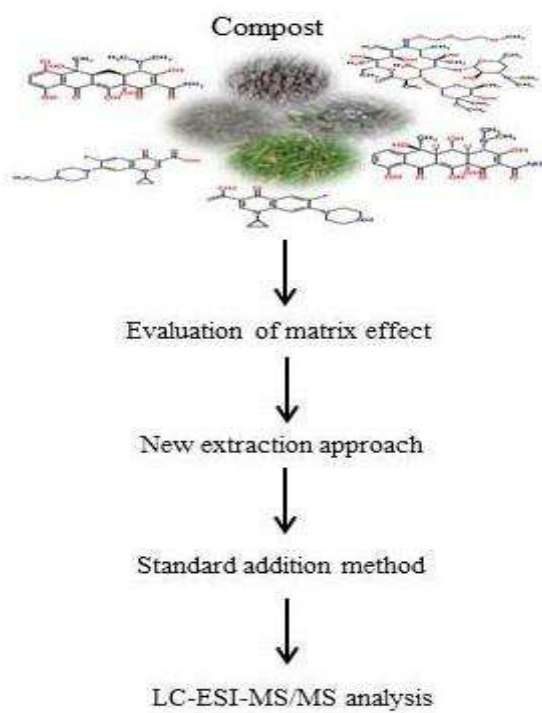 Compost
Evaluation of matrix effect
New extraction approach
Standard addition method
LC-ESI-MS/MS analysis